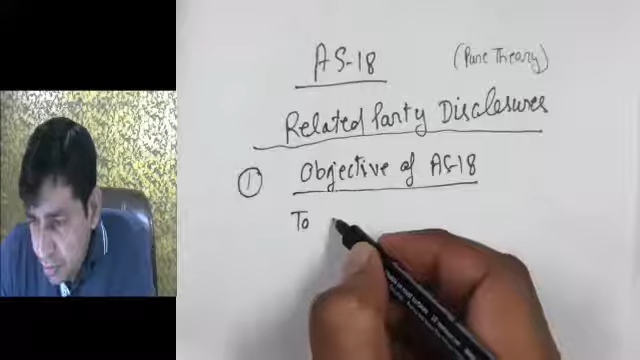 AS-18 (Pure Theory)
Related Party Disclosures
① Objective of AS-18
To